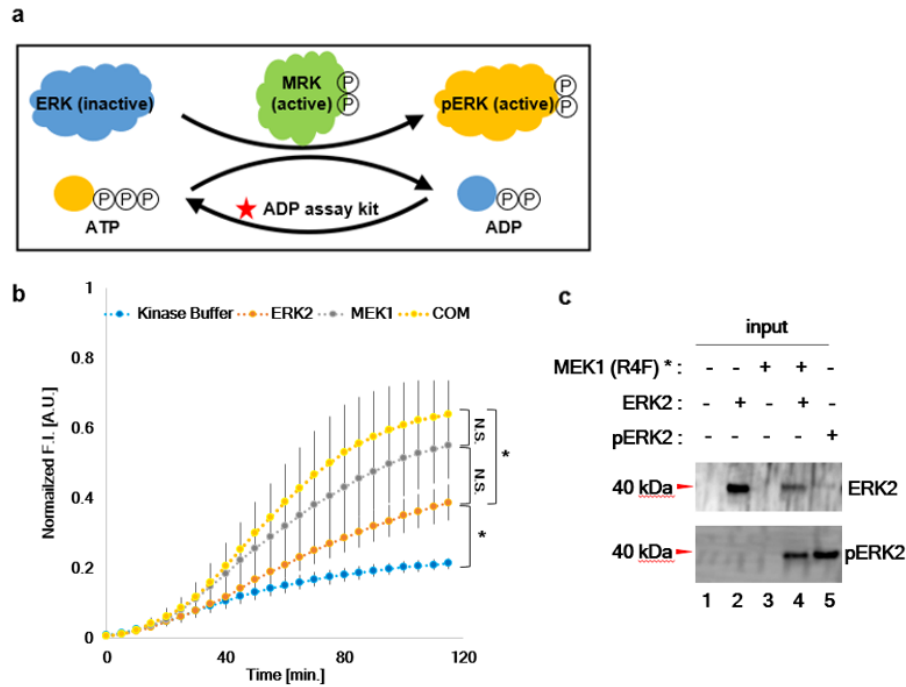 a
MRK
(active)
P
P
ERK (inactive)
pERK (active)
P
P
P P P
ATP
ADP assay kit
P P
ADP
b
Kinase Buffer ERK2 MEK1 COM
Normailzed F.I. [A.U.]
1
0.8
0.6
0.4
0.2
0
0 40 80 120
Time [min.]
N.S.
N.S.
*
*
c
input
MEK1 (R4F) * : - - + + -
ERK2 : - + - + -
pERK2 : - - - - +
40 kDa ERK2
40 kDa pERK2
1 2 3 4 5